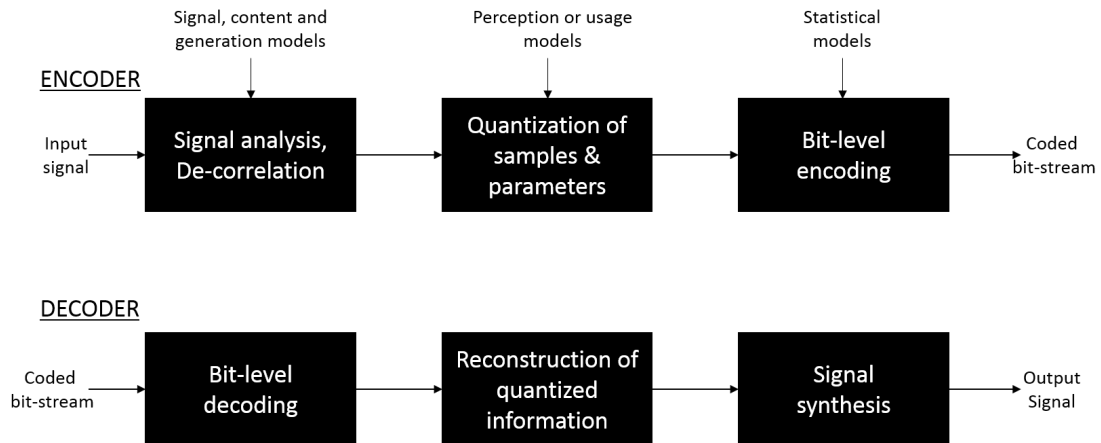 Signal, content and
generation models
Perception or usage
models
Statistical
models
ENCODER
Input
signal
Signal analysis,
De-correlation
Quantization of
samples &
parameters
Bit-level
encoding
Coded
bit-stream
DECODER
Coded
bit-stream
Bit-level
decoding
Reconstruction of
quantized
information
Signal
synthesis
Output
Signal